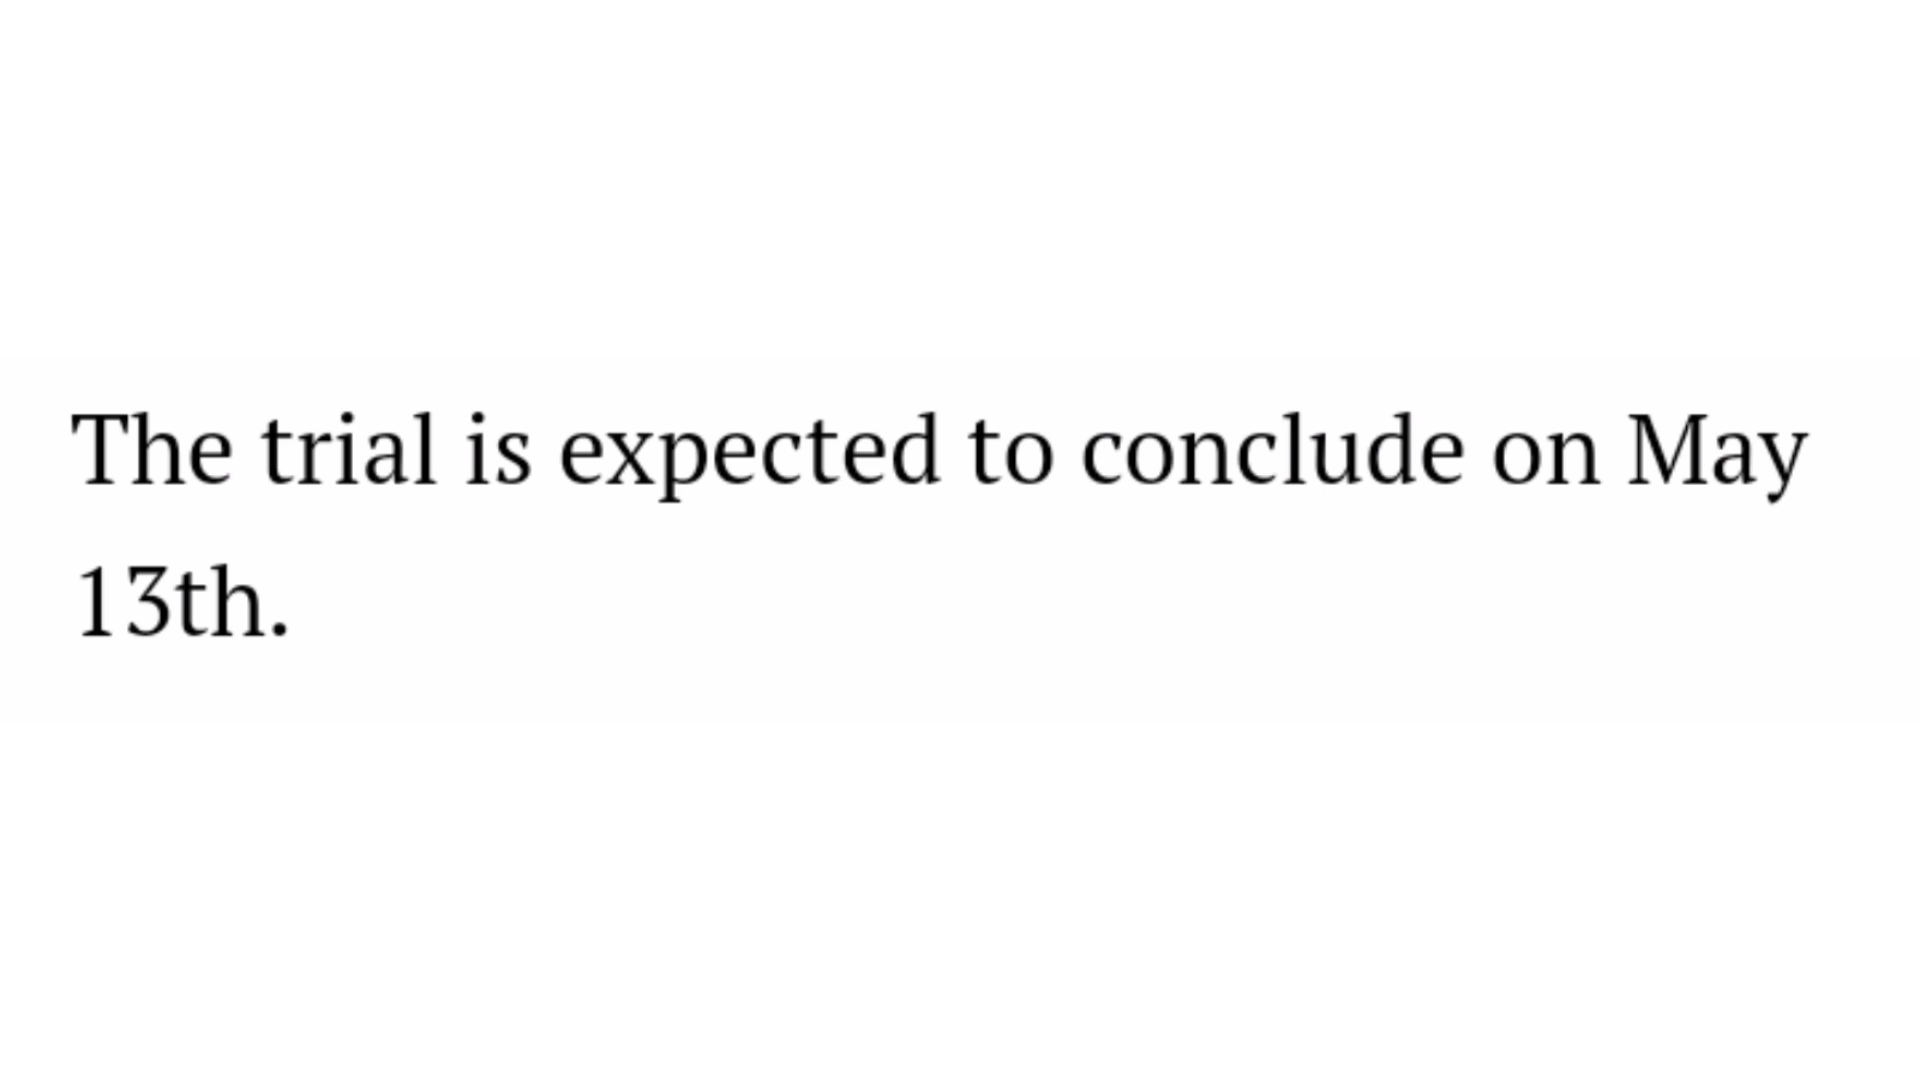 The trial is expected to conclude on May
13th.